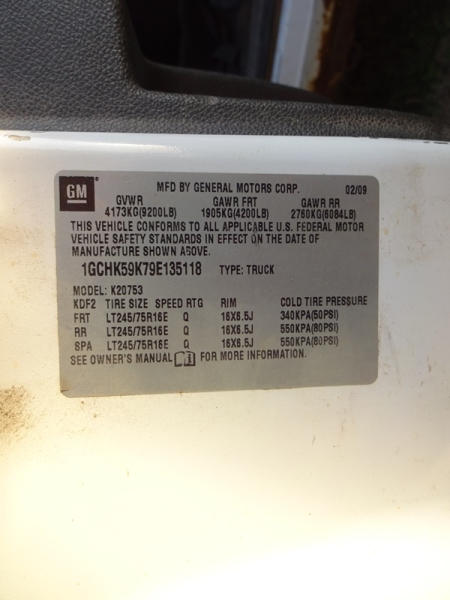 GM
MFD BY GENERAL MOTORS CORP. 02/09
GVWR GAWR FRT GAWR RR
4173KG(9200LB) 1905KG(4200LB) 2760KG(6084LB)
THIS VEHICLE CONFORMS TO ALL APPLICABLE U.S. FEDERAL MOTOR
VEHICLE SAFETY STANDARDS IN EFFECT ON THE DATE OF
MANUFACTURE SHOWN ABOVE.
1GCHK59K79E135118 TYPE: TRUCK
MODEL: K20753
KDF2 TIRE SIZE SPEED RTG RIM COLD TIRE PRESSURE
FRT LT245/75R16E Q 16X6.5J 340KPA(50PSI)
RR LT245/75R16E Q 16X6.5J 550KPA(80PSI)
SPA LT245/75R16E Q 16X6.5J 550KPA(80PSI)
SEE OWNER'S MANUAL FOR MORE INFORMATION.